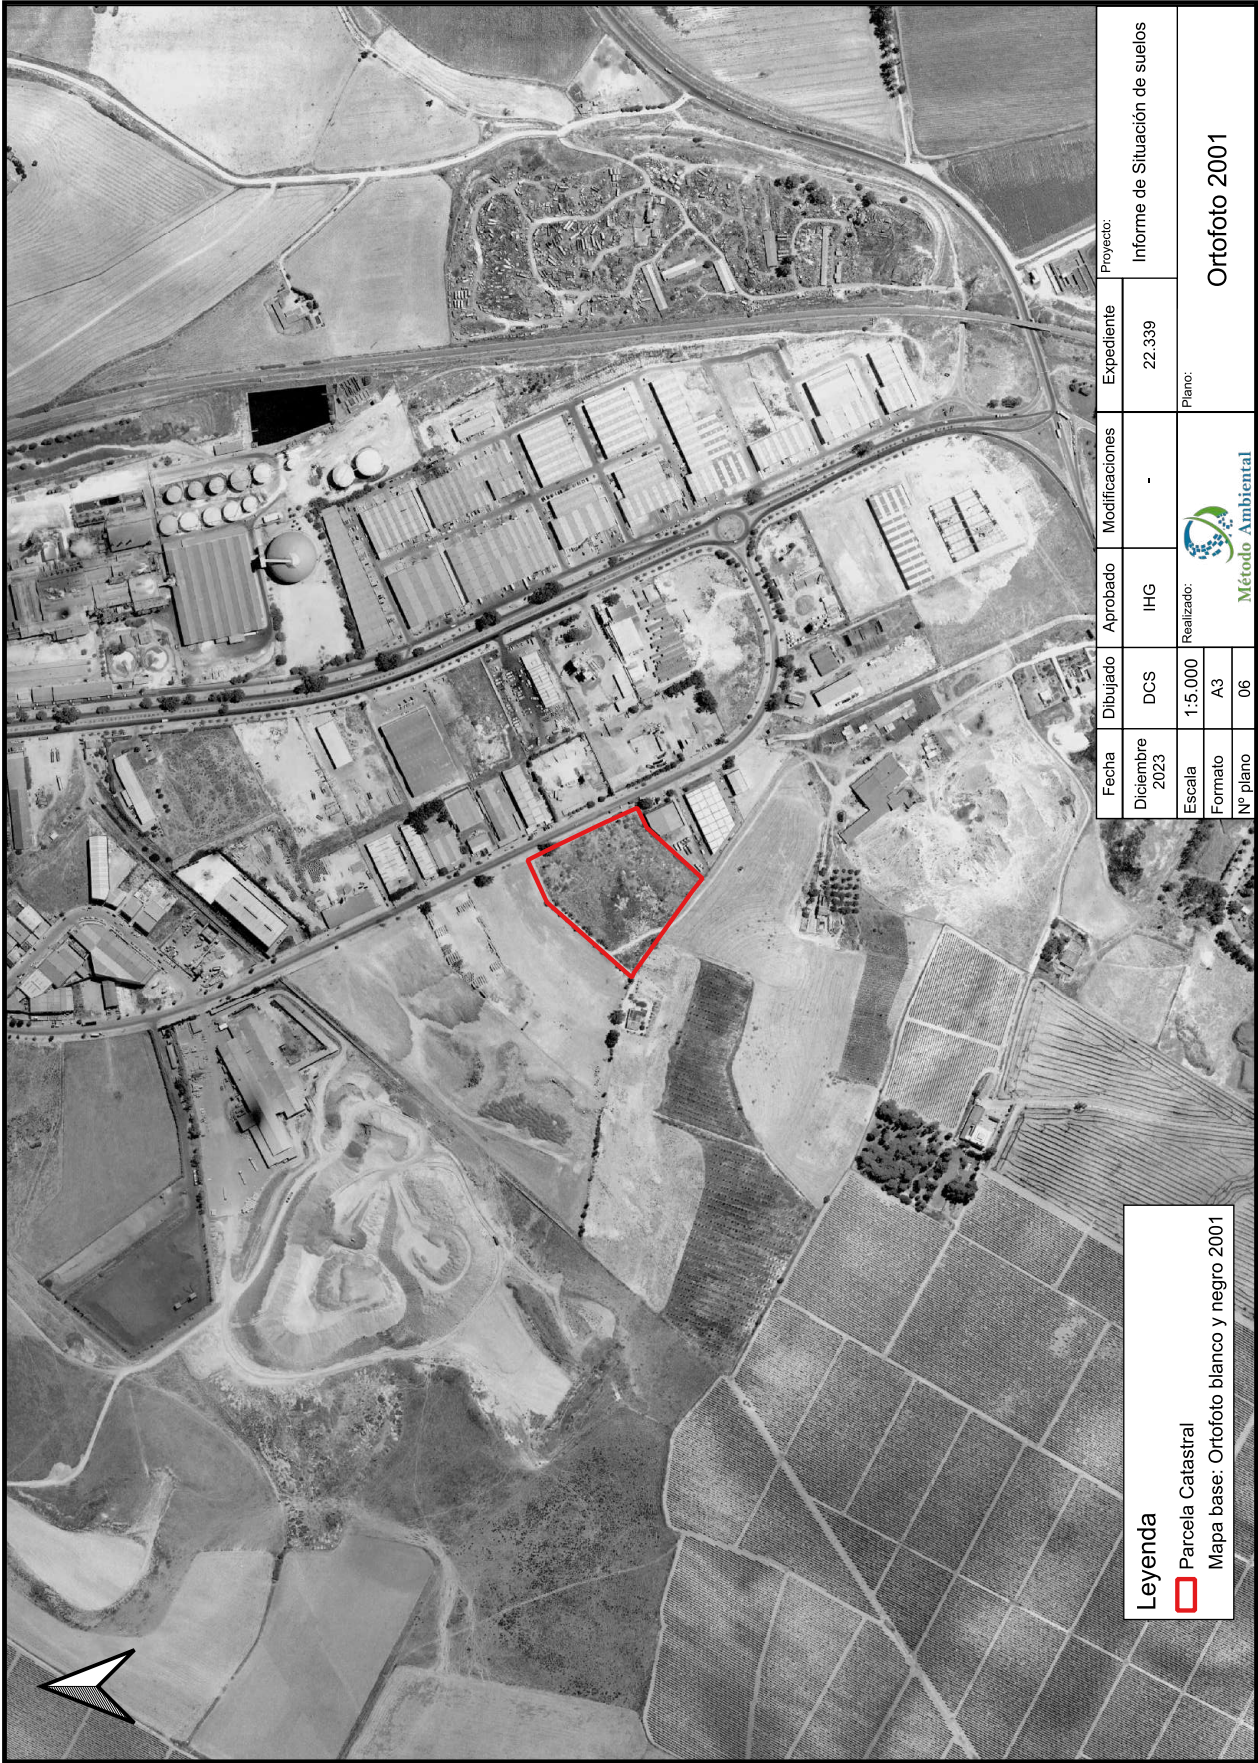 Leyenda
Parcela Catastral
Mapa base: Ortofoto blanco y negro 2001
Fecha
Dibujado
Aprobado
Modificaciones
Expediente
Proyecto:
Diciembre
2023
DCS
IHG
-
22.339
Informe de Situación de suelos
Escala
1:5.000
Realizado:
Plano:
Formato
A3
Nº plano
06
Método Ambiental
Ortofoto 2001